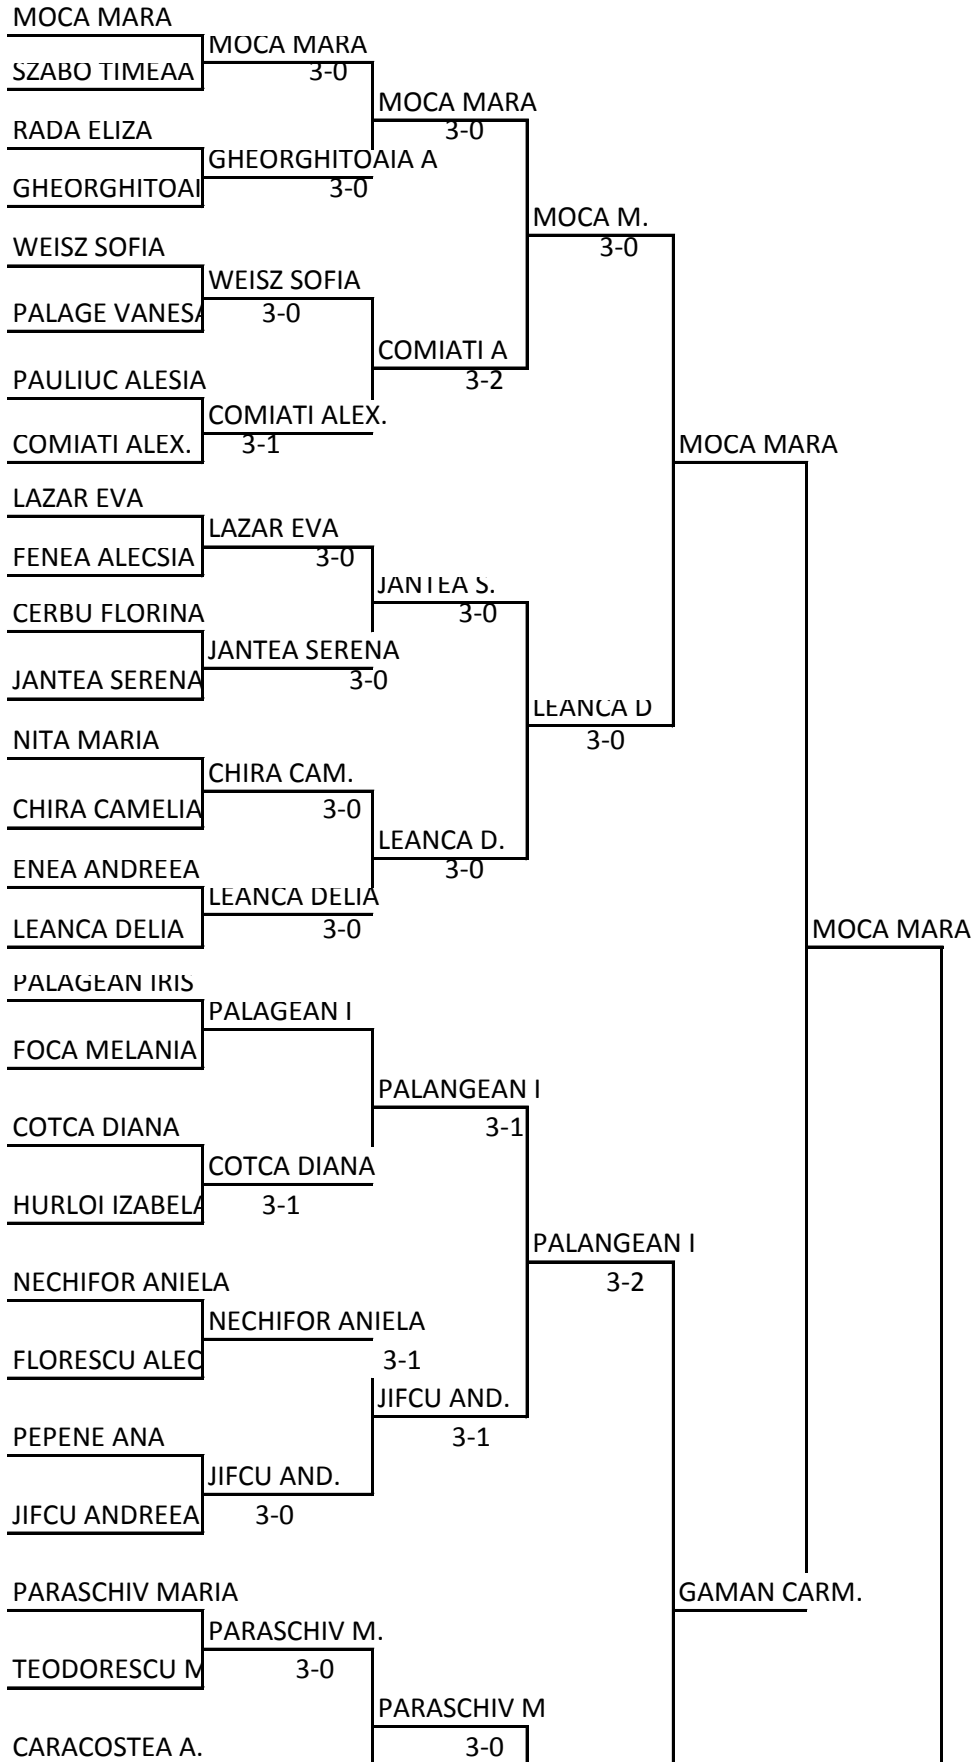 MOCA MARA
MOCA MARA
SZABO TIMEAA
3-0
MOCA MARA
RADA ELIZA
3-0
GHEORGHITOAIA A
GHEORGHITOAI
3-0
MOCA M.
WEISZ SOFIA
3-0
WEISZ SOFIA
PALAGE VANESA
3-0
COMIATI A
PAULIUC ALESIA
3-2
COMIATI ALEX.
COMIATI ALEX.
3-1
MOCA MARA
LAZAR EVA
LAZAR EVA
FENEA ALECSIA
3-0
JANTEA S.
CERBU FLORINA
3-0
JANTEA SERENA
JANTEA SERENA
3-0
LEANCA D
NITA MARIA
3-0
CHIRA CAM.
CHIRA CAMELIA
3-0
LEANCA D.
ENEA ANDREEA
3-0
LEANCA DELIA
LEANCA DELIA
3-0
MOCA MARA
PALAGEAN IRIS
PALAGEAN I
FOCA MELANIA
PALANGEAN I
COTCA DIANA
3-1
COTCA DIANA
HURLOI IZABELA
3-1
PALANGEAN I
NECHIFOR ANIELA
3-2
NECHIFOR ANIELA
FLORESCU ALEC
3-1
JIFCU AND.
PEPENE ANA
3-1
JIFCU AND.
JIFCU ANDREEA
3-0
PARASCHIV MARIA
GAMAN CARM.
PARASCHIV M.
TEODORESCU M
3-0
PARASCHIV M
CARACOSTEA A.
3-0